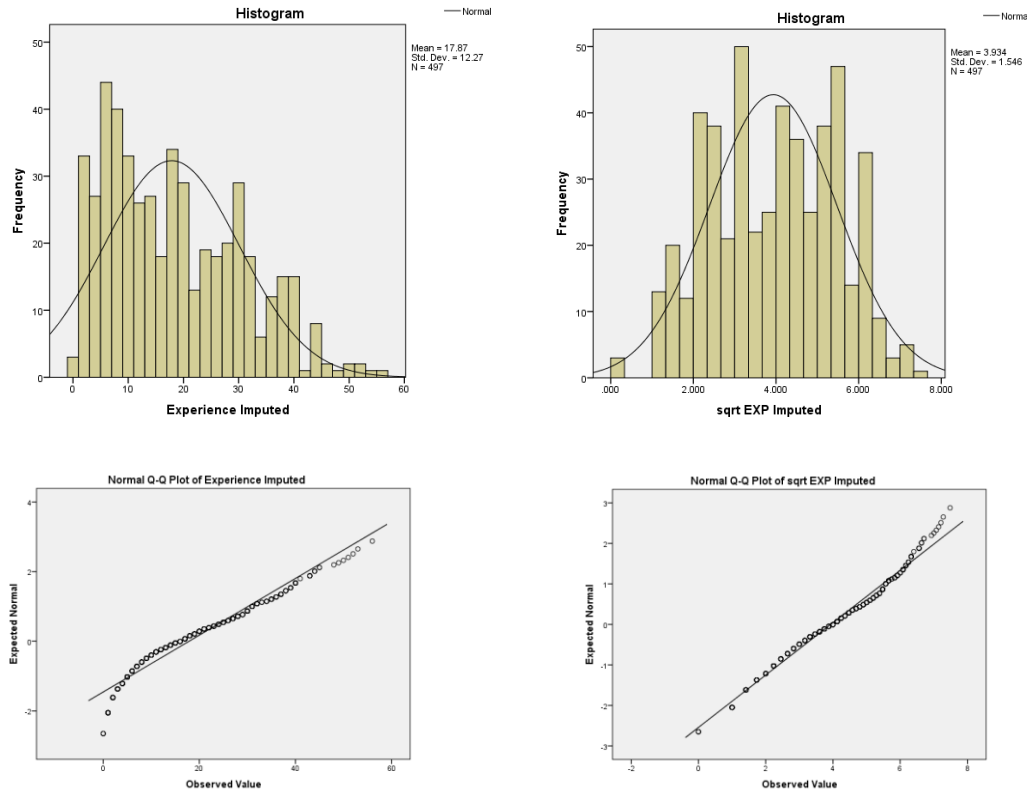 Histogram
Normal
Mean = 17.87
Std. Dev. = 12.27
N = 497
50
40
30
20
10
0
Frequency
0 10 20 30 40 50 60
Experience Imputed
Histogram
Normal
Mean = 3.934
Std. Dev. = 1.546
N = 497
50
40
30
20
10
0
Frequency
.000 2.000 4.000 6.000 8.000
sqrt EXP Imputed
Normal Q-Q Plot of Experience Imputed
4
2
0
-2
Expected Normal
0 20 40 60
Observed Value
Normal Q-Q Plot of sqrt EXP Imputed
3
2
1
0
-1
-2
-3
Expected Normal
-2 0 2 4 6 8
Observed Value